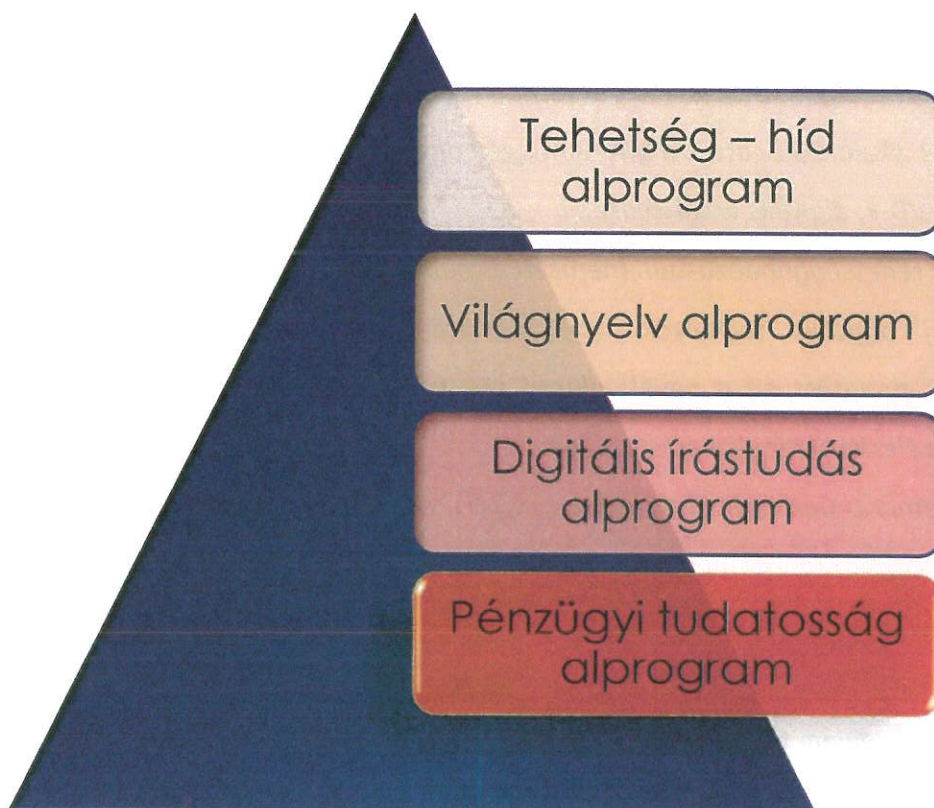 Tehetség – híd
alprogram
Világnyelv alprogram
Digitális írástudás
alprogram
Pénzügyi tudatosság
alprogram